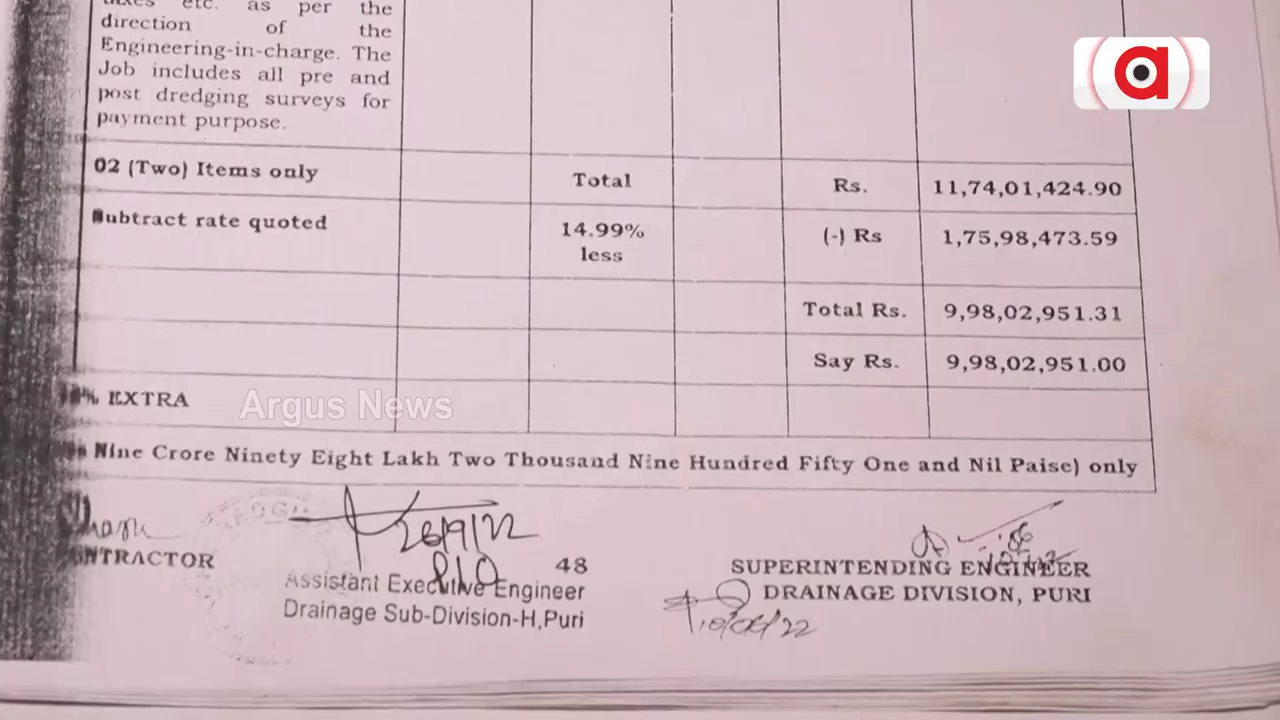 taxes etc. as per the
direction of the
Engineering-in-charge. The
Job includes all pre and
post dredging surveys for
payment purpose.
02 (Two) Items only Total Rs. 11,74,01,424.90
Subtract rate quoted 14.99% less (-) Rs 1,75,98,473.59
Total Rs. 9,98,02,951.31
Say Rs. 9,98,02,951.00
% EXTRA
Argus News
Nine Crore Ninety Eight Lakh Two Thousand Nine Hundred Fifty One and Nil Paise) only
26/9/22
CONTRACTOR
48
SUPERINTENDING ENGINEER
Assistant Executive Engineer
DRAINAGE DIVISION, PURI
Drainage Sub-Division-H,Puri